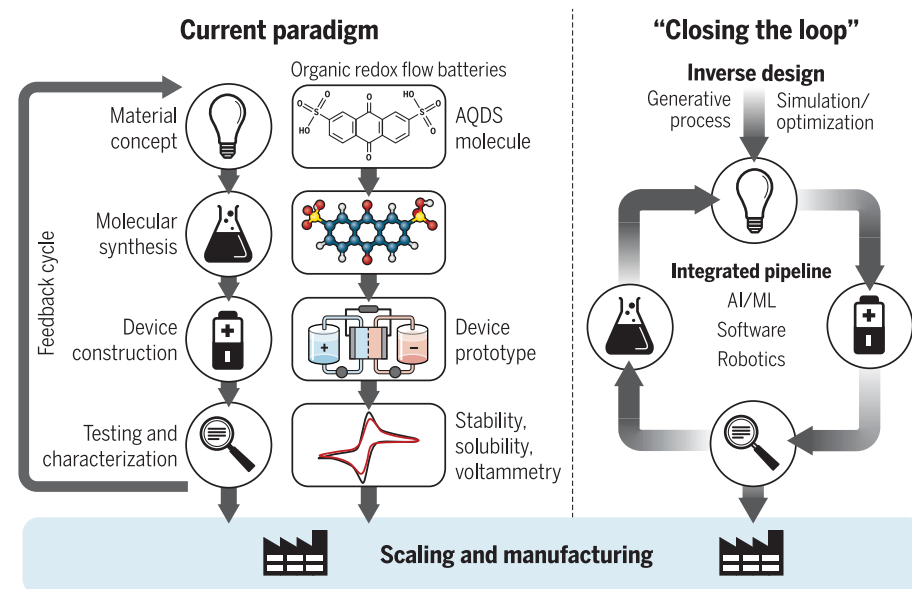 Current paradigm
Organic redox flow batteries
Material
concept
Molecular
synthesis
Device
construction
Testing and
characterization
Feedback cycle
O
O
S
HO
O
O
HO
O
S
O
AQDS
molecule
+
−
Device
prototype
Stability,
solubility,
voltammetry
“Closing the loop”
Inverse design
Generative
process
Simulation/
optimization
Integrated pipeline
AI/ML
Software
Robotics
Scaling and manufacturing